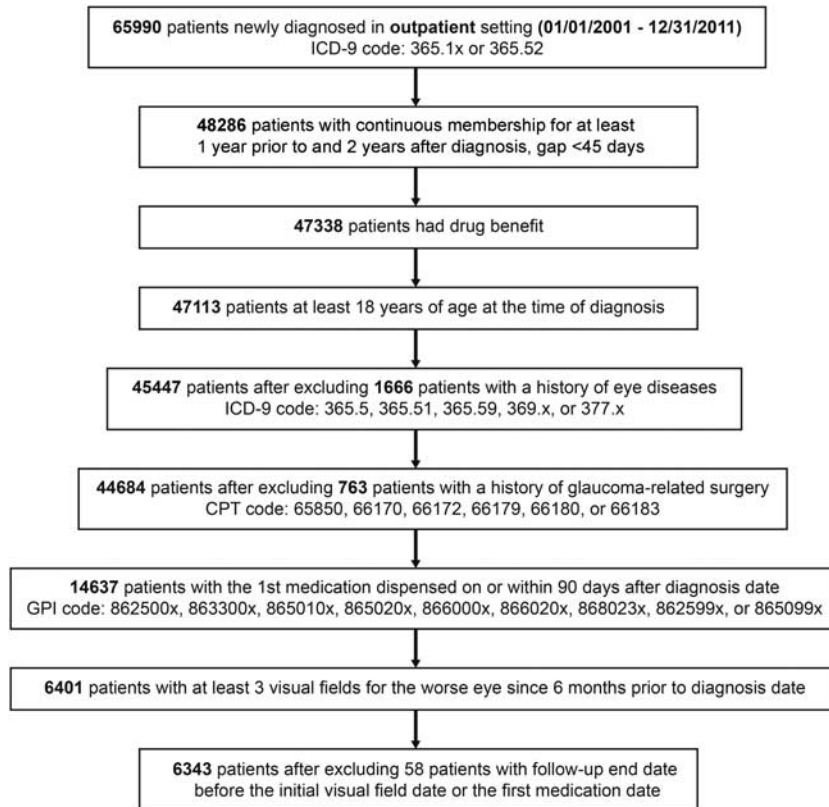 65990 patients newly diagnosed in outpatient setting (01/01/2001 - 12/31/2011)
ICD-9 code: 365.1x or 365.52
48286 patients with continuous membership for at least
1 year prior to and 2 years after diagnosis, gap <45 days
47338 patients had drug benefit
47113 patients at least 18 years of age at the time of diagnosis
45447 patients after excluding 1666 patients with a history of eye diseases
ICD-9 code: 365.5, 365.51, 365.59, 369.x, or 377.x
44684 patients after excluding 763 patients with a history of glaucoma-related surgery
CPT code: 65850, 66170, 66172, 66179, 66180, or 66183
14637 patients with the 1st medication dispensed on or within 90 days after diagnosis date
GPI code: 862500x, 863300x, 865010x, 865020x, 866000x, 866020x, 868023x, 862599x, or 865099x
6401 patients with at least 3 visual fields for the worse eye since 6 months prior to diagnosis date
6343 patients after excluding 58 patients with follow-up end date
before the initial visual field date or the first medication date